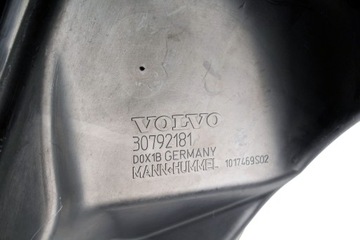 VOLVO
30792181
D0X1B GERMANY
MANN+HUMMEL 1017469S02